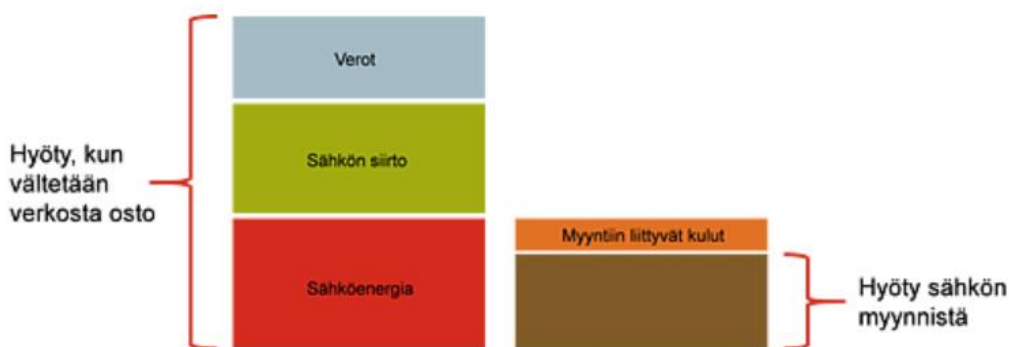 Verot
Hyöty, kun
vältetään
verkosta osto
Sähkön siirto
Sähköenergia
Myyntiin liittyvät kulut
Hyöty sähkön
myynnistä